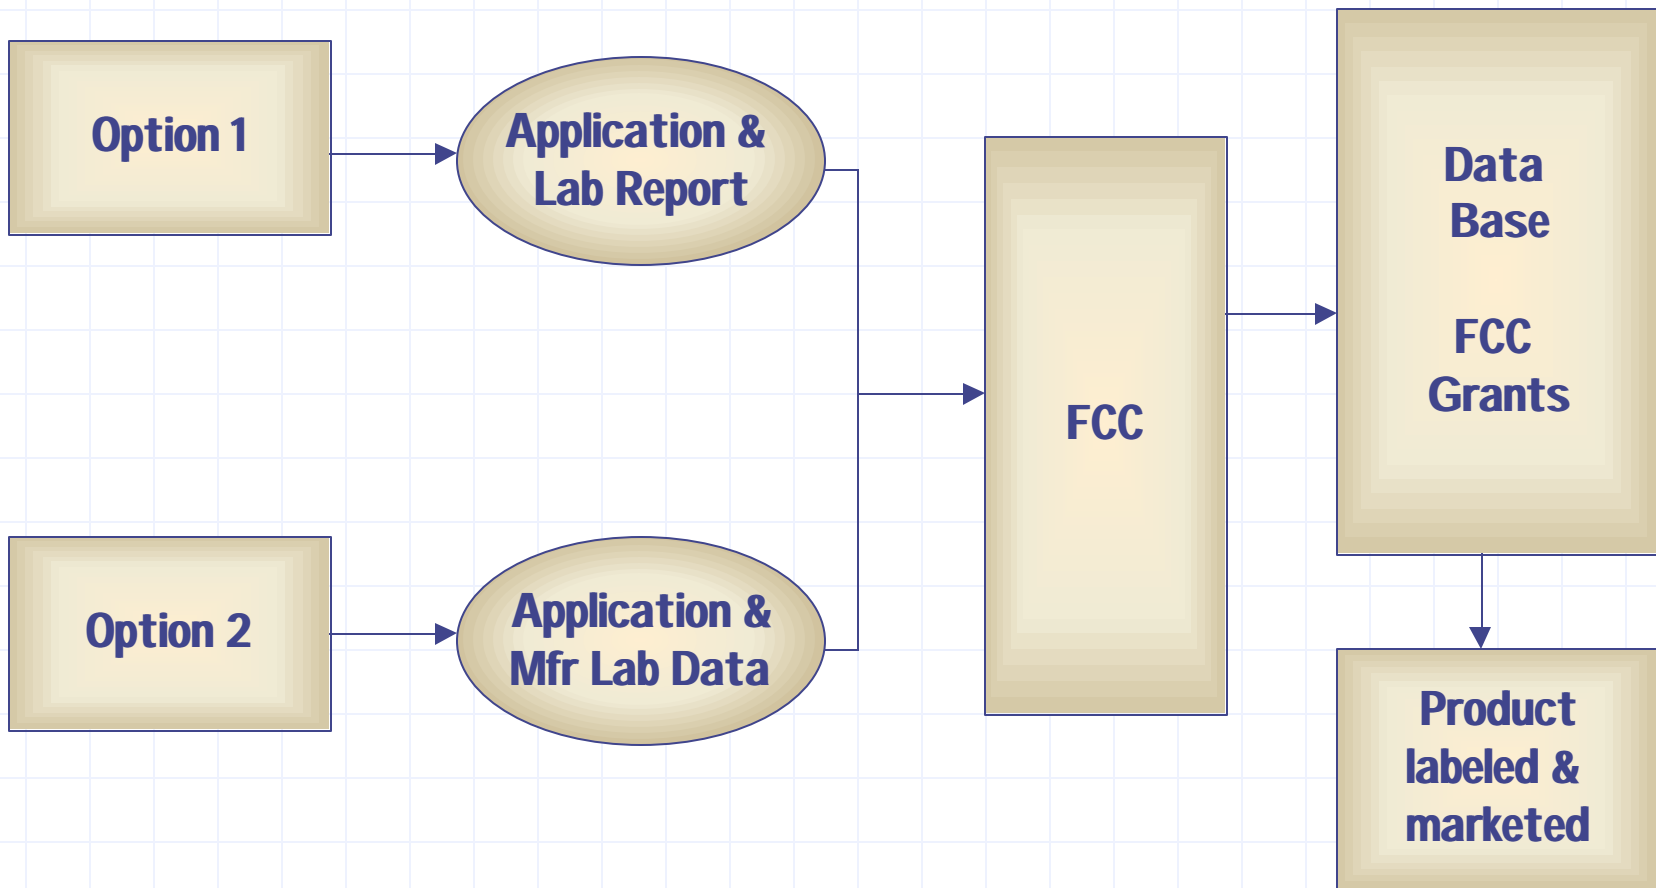 Option 1
Application &
Lab Report
Option 2
Application &
Mfr Lab Data
FCC
Data
Base
FCC
Grants
Product
labeled &
marketed